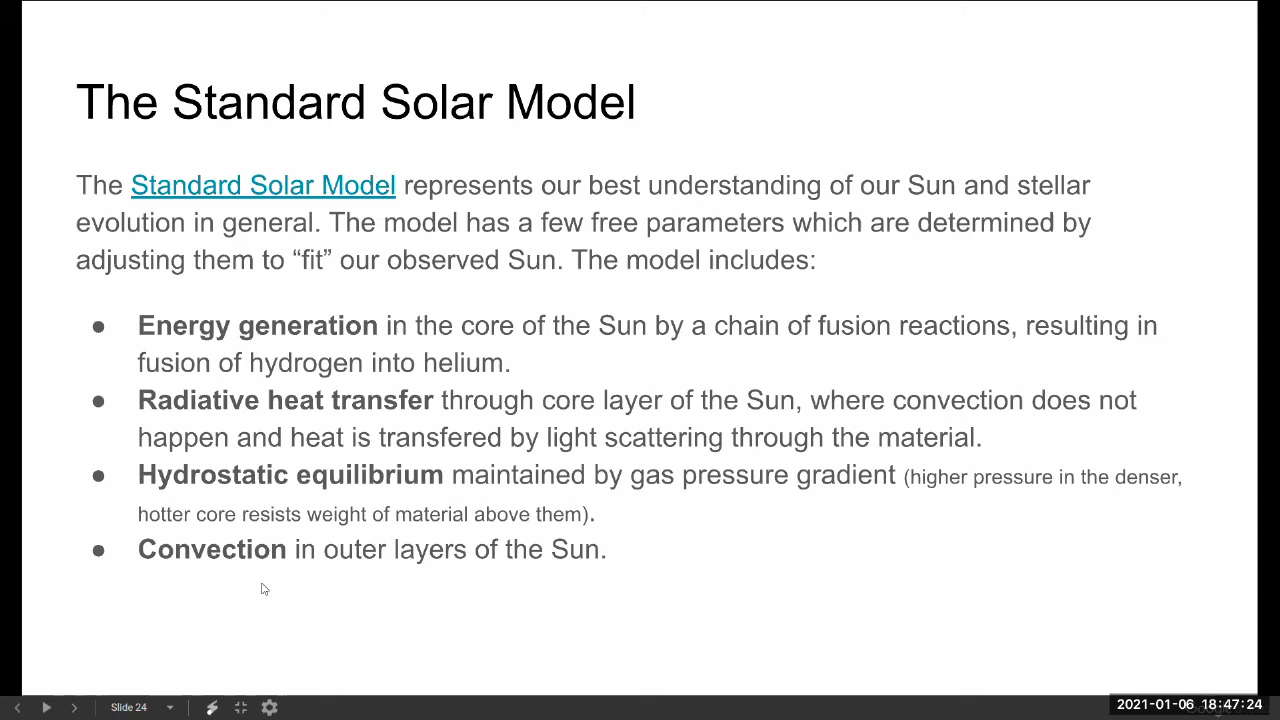 The Standard Solar Model
The Standard Solar Model represents our best understanding of our Sun and stellar
evolution in general. The model has a few free parameters which are determined by
adjusting them to “fit” our observed Sun. The model includes:
● Energy generation in the core of the Sun by a chain of fusion reactions, resulting in
fusion of hydrogen into helium.
● Radiative heat transfer through core layer of the Sun, where convection does not
happen and heat is transfered by light scattering through the material.
● Hydrostatic equilibrium maintained by gas pressure gradient (higher pressure in the denser,
hotter core resists weight of material above them).
● Convection in outer layers of the Sun.
Slide 24
2021-01-06 18:47:24